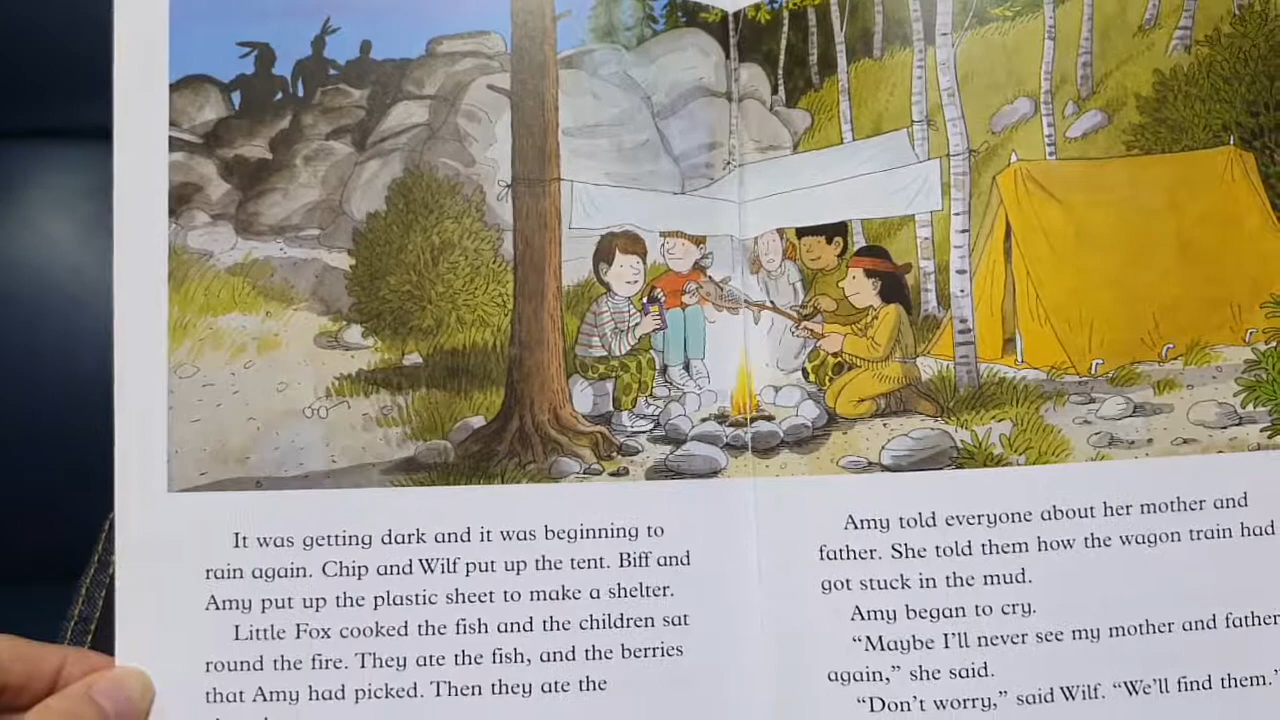 It was getting dark and it was beginning to
rain again. Chip and Wilf put up the tent. Biff and
Amy put up the plastic sheet to make a shelter.
Little Fox cooked the fish and the children sat
round the fire. They ate the fish, and the berries
that Amy had picked. Then they ate the
Amy told everyone about her mother and
father. She told them how the wagon train had
got stuck in the mud.
Amy began to cry.
“Maybe I’ll never see my mother and father
again,” she said.
“Don’t worry,” said Wilf. “We’ll find them.”